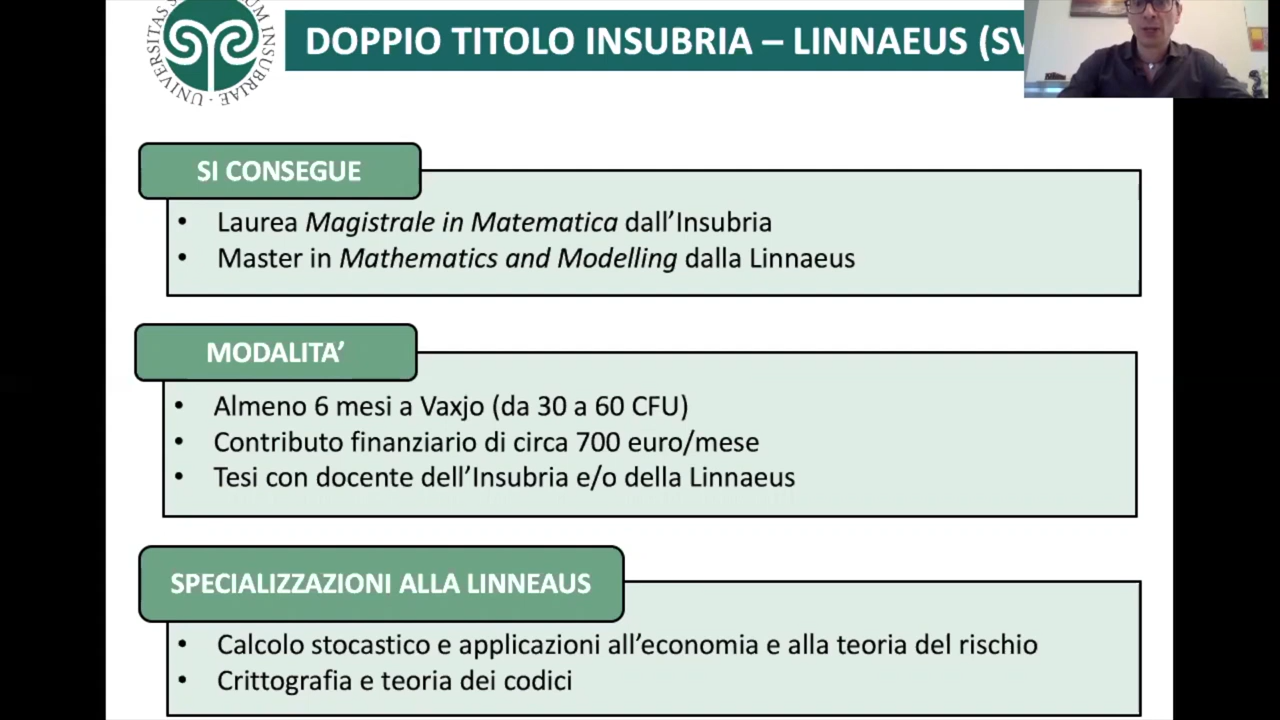 DOPPIO TITOLO INSUBRIA – LINNAEUS (SV
UNIVERSITAS INSUBRIAE
SI CONSEGUE
• Laurea Magistrale in Matematica dall’Insubria
• Master in Mathematics and Modelling dalla Linnaeus
MODALITA’
• Almeno 6 mesi a Vaxjo (da 30 a 60 CFU)
• Contributo finanziario di circa 700 euro/mese
• Tesi con docente dell’Insubria e/o della Linnaeus
SPECIALIZZAZIONI ALLA LINNEAUS
• Calcolo stocastico e applicazioni all’economia e alla teoria del rischio
• Crittografia e teoria dei codici